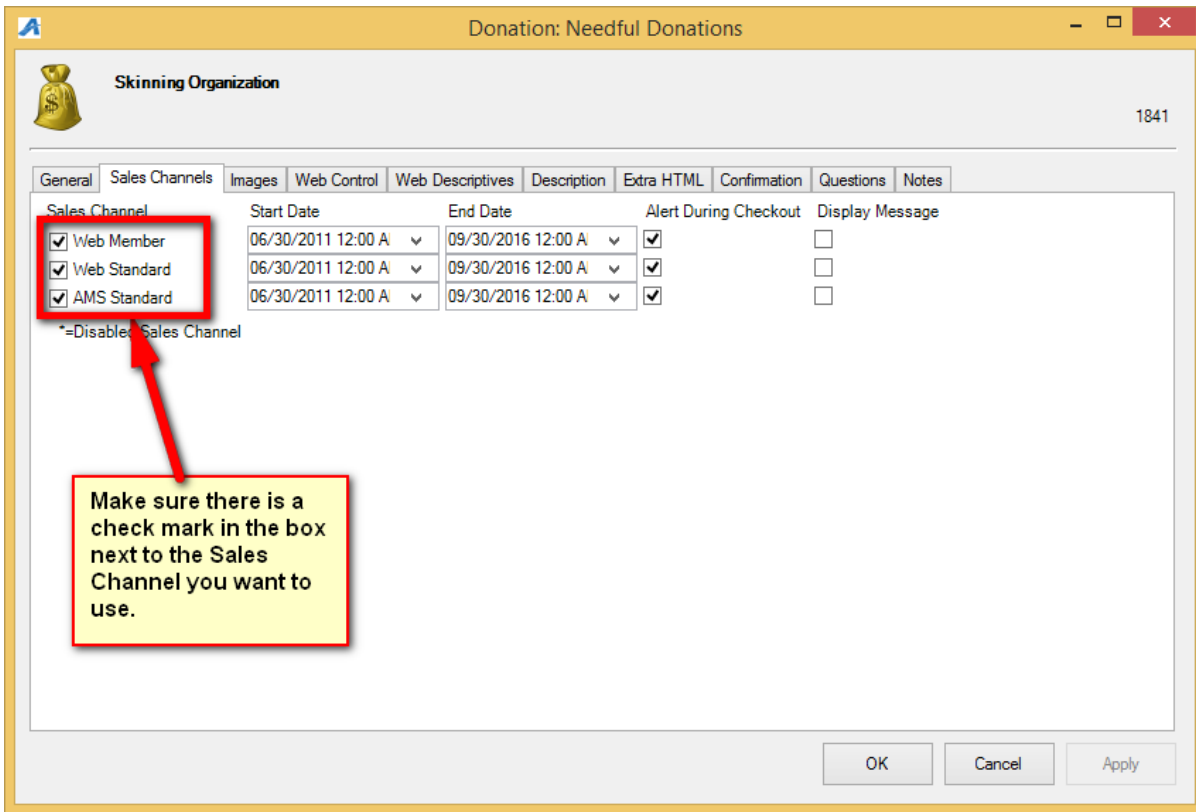 Donation: Needful Donations
Skinning Organization
1841
General Sales Channels Images Web Control Web Descriptives Description Extra HTML Confirmation Questions Notes
Sales Channel Start Date End Date Alert During Checkout Display Message
Web Member 06/30/2011 12:00 A 09/30/2016 12:00 A
Web Standard 06/30/2011 12:00 A 09/30/2016 12:00 A
AMS Standard 06/30/2011 12:00 A 09/30/2016 12:00 A
*=Disabled Sales Channel
Make sure there is a
check mark in the box
next to the Sales
Channel you want to
use.
OK Cancel Apply